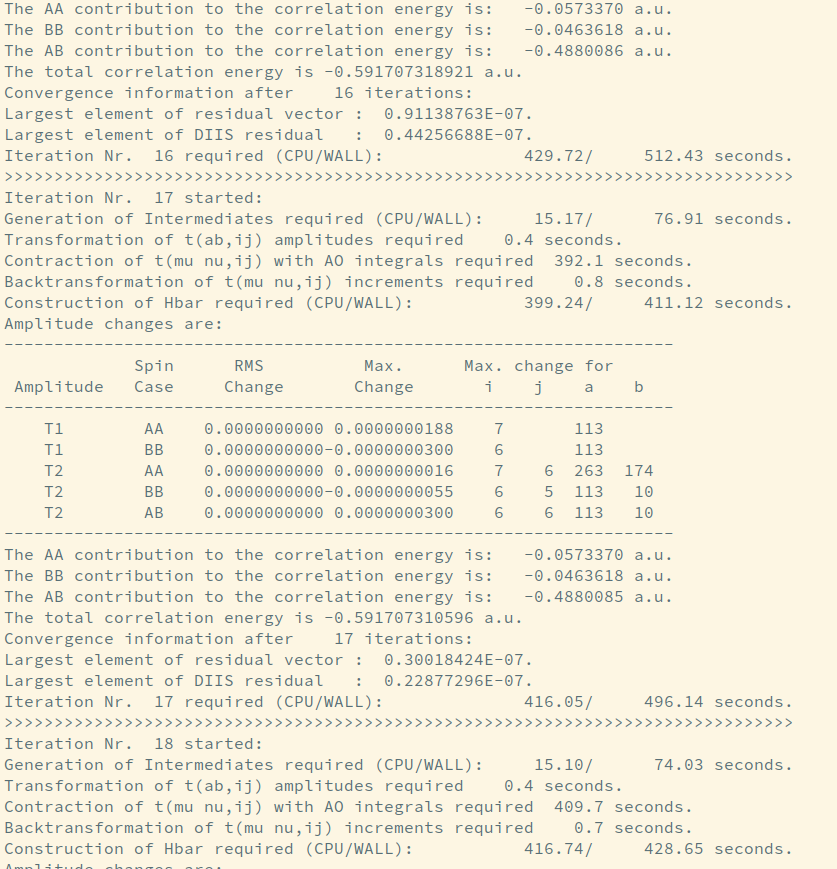 The AA contribution to the correlation energy is:   -0.0573370 a.u.
The BB contribution to the correlation energy is:   -0.0463618 a.u.
The AB contribution to the correlation energy is:   -0.4880086 a.u.
The total correlation energy is -0.591707318921 a.u.
Convergence information after    16 iterations:
Largest element of residual vector :  0.91138763E-07.
Largest element of DIIS residual   :  0.44256688E-07.
Iteration Nr.  16 required (CPU/WALL):              429.72/     512.43 seconds.
>>>>>>>>>>>>>>>>>>>>>>>>>>>>>>>>>>>>>>>>>>>>>>>>>>>>>>>>>>>>>>>>>>>>>>>>>>>>>>>
Iteration Nr.  17 started:
Generation of Intermediates required (CPU/WALL):     15.17/      76.91 seconds.
Transformation of t(ab,ij) amplitudes required    0.4 seconds.
Contraction of t(mu nu,ij) with AO integrals required  392.1 seconds.
Backtransformation of t(mu nu,ij) increments required    0.8 seconds.
Construction of Hbar required (CPU/WALL):           399.24/     411.12 seconds.
Amplitude changes are:
-------------------------------------------------------------------
             Spin      RMS          Max.      Max. change for
 Amplitude   Case     Change       Change       i    j    a    b
-------------------------------------------------------------------
    T1        AA    0.0000000000 0.0000000188    7       113
    T1        BB    0.0000000000-0.0000000300    6       113
    T2        AA    0.0000000000 0.0000000016    7    6  263  174
    T2        BB    0.0000000000-0.0000000055    6    5  113   10
    T2        AB    0.0000000000 0.0000000300    6    6  113   10
-------------------------------------------------------------------
The AA contribution to the correlation energy is:   -0.0573370 a.u.
The BB contribution to the correlation energy is:   -0.0463618 a.u.
The AB contribution to the correlation energy is:   -0.4880085 a.u.
The total correlation energy is -0.591707310596 a.u.
Convergence information after    17 iterations:
Largest element of residual vector :  0.30018424E-07.
Largest element of DIIS residual   :  0.22877296E-07.
Iteration Nr.  17 required (CPU/WALL):              416.05/     496.14 seconds.
>>>>>>>>>>>>>>>>>>>>>>>>>>>>>>>>>>>>>>>>>>>>>>>>>>>>>>>>>>>>>>>>>>>>>>>>>>>>>>>
Iteration Nr.  18 started:
Generation of Intermediates required (CPU/WALL):     15.10/      74.03 seconds.
Transformation of t(ab,ij) amplitudes required    0.4 seconds.
Contraction of t(mu nu,ij) with AO integrals required  409.7 seconds.
Backtransformation of t(mu nu,ij) increments required    0.7 seconds.
Construction of Hbar required (CPU/WALL):           416.74/     428.65 seconds.
Amplitude changes are: